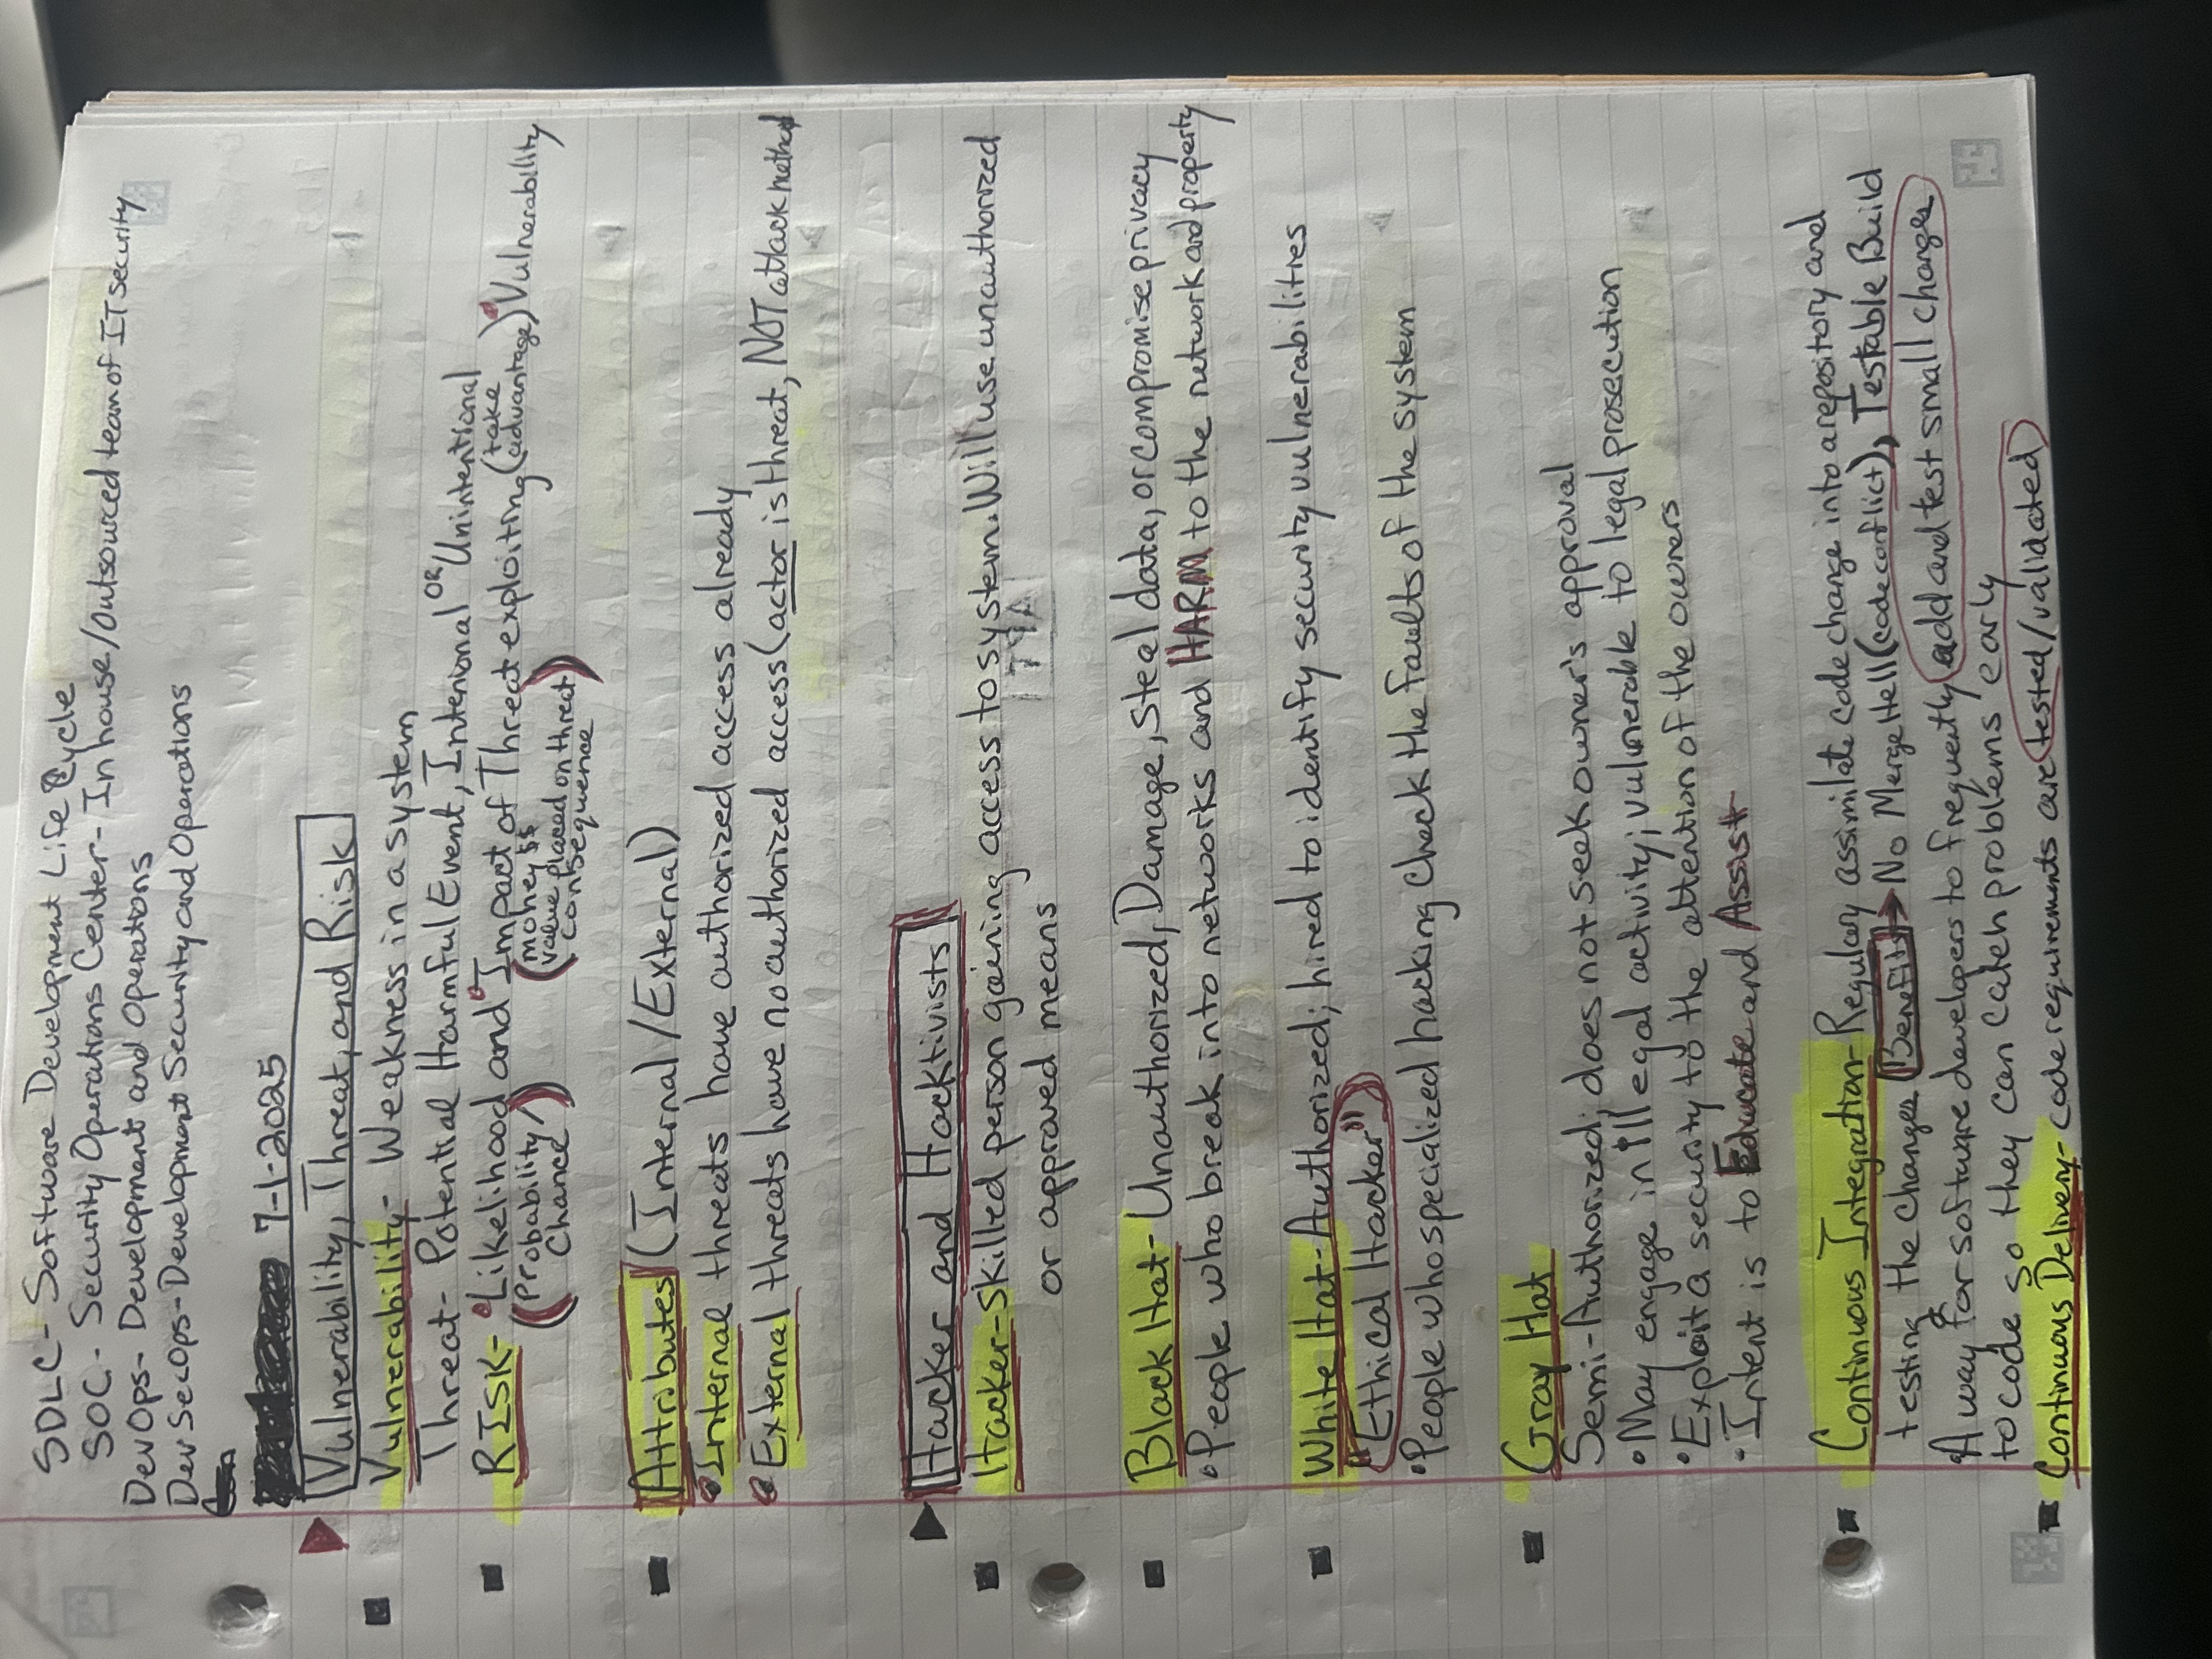 SDLC - Software Development Life Cycle
SOC - Security Operations Center - In house/Outsourced team of IT security
DevOps - Development and Operations
DevSecOps - Development Security and Operations
7-1-2025
Vulnerability, Threat, and Risk
Vulnerability - Weakness in a system
Threat - Potential Harmful Event, Intenional OR Unintentional
RISK - Likelihood and Impact of Threat exploiting (take advantage) Vulnerability
(Probability/ Chance) (money $$ value placed on threat consequence)
Attributes (Internal/External)
• Internal threats have authorized access already
• External threats have no authorized access (actor is threat, NOT attack method
Hacker and Hacktivists
Hacker - skilled person gaining access to system. Will use unauthorized
or approved means
Black Hat - Unauthorized, Damage, steal data, or compromise privacy
• People who break into networks and HARM to the network and property
White Hat - Authorized; hired to identify security vulnerabilities
"Ethical Hacker"
• People who specialized hacking check the faults of the system
Gray Hat
Semi-Authorized; does not seek owner's approval
• May engage in illegal activity; vulnerable to legal prosecution
• Exploit a security to the attention of the owners
- Intent is to Educate and Assist
Continuous Integration - Regulary assimilate code change into a repository and
testing the changes Benefits → No Merge Hell (code conflict), Testable Build
• A way for software developers to frequently add and test small changes
to code so they can catch problems early
Continuous Delivery - code requirements are tested/validated